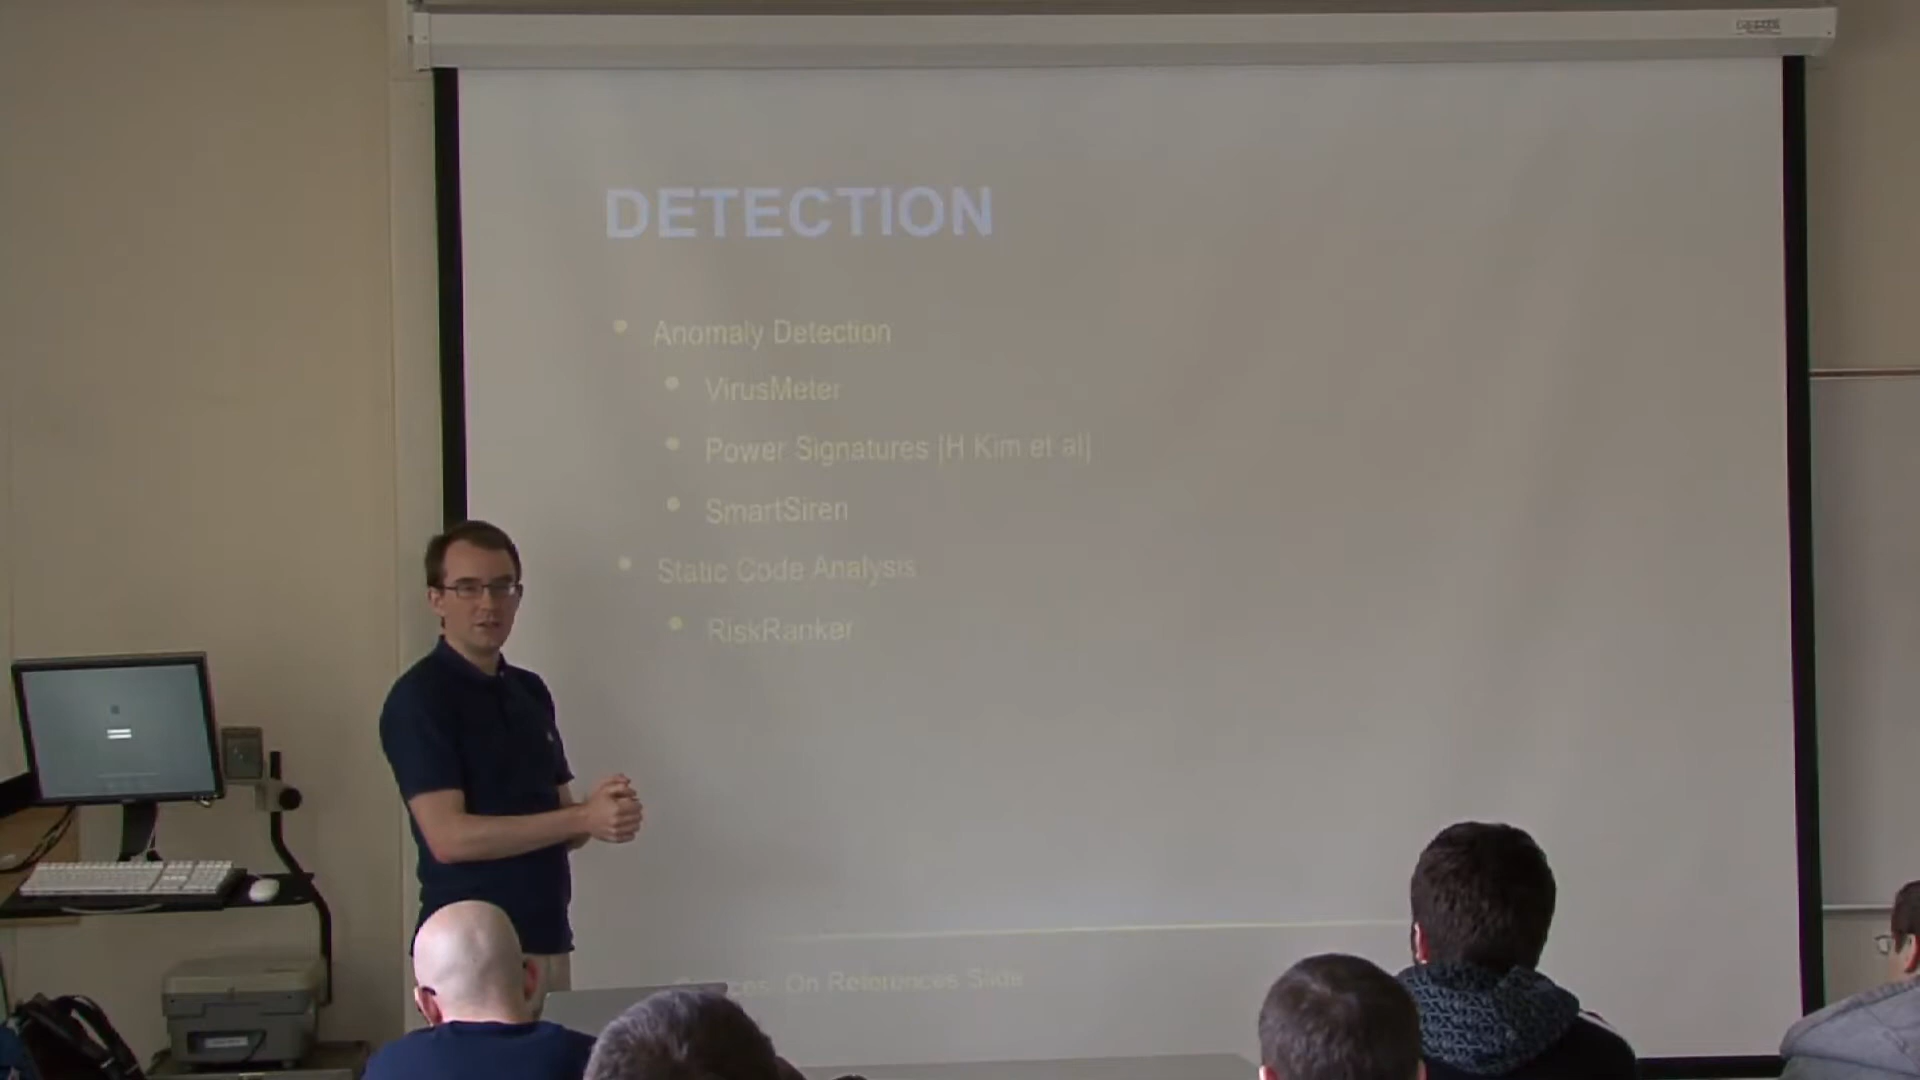 DETECTION
Anomaly Detection
VirusMeter
Power Signatures [H Kim et al]
SmartSiren
Static Code Analysis
RiskRanker
On References Slide